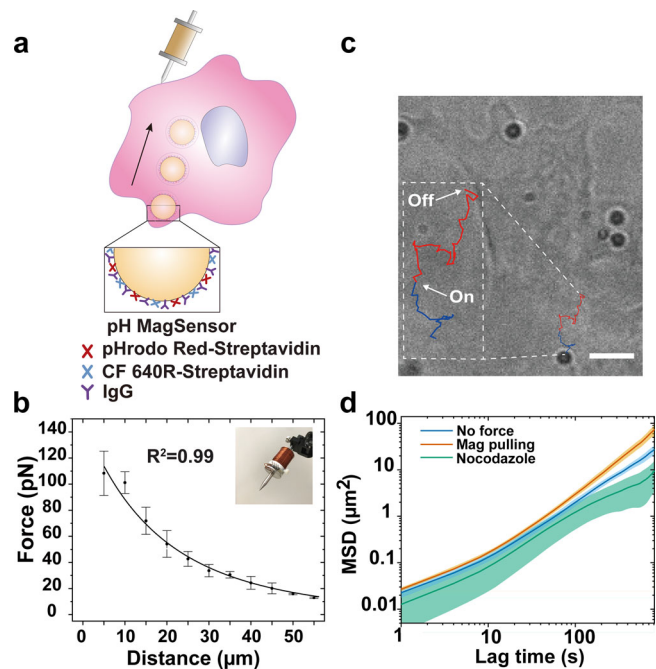 a
pH MagSensor
pHrodo Red-Streptavidin
CF 640R-Streptavidin
IgG
b
Force (pN)
140
120
100
80
60
40
20
0
R²=0.99
0 10 20 30 40 50
Distance (µm)
c
Off
On
d
MSD (µm²)
100
10
1
0.1
0.01
No force
Mag pulling
Nocodazole
1 10 100
Lag time (s)